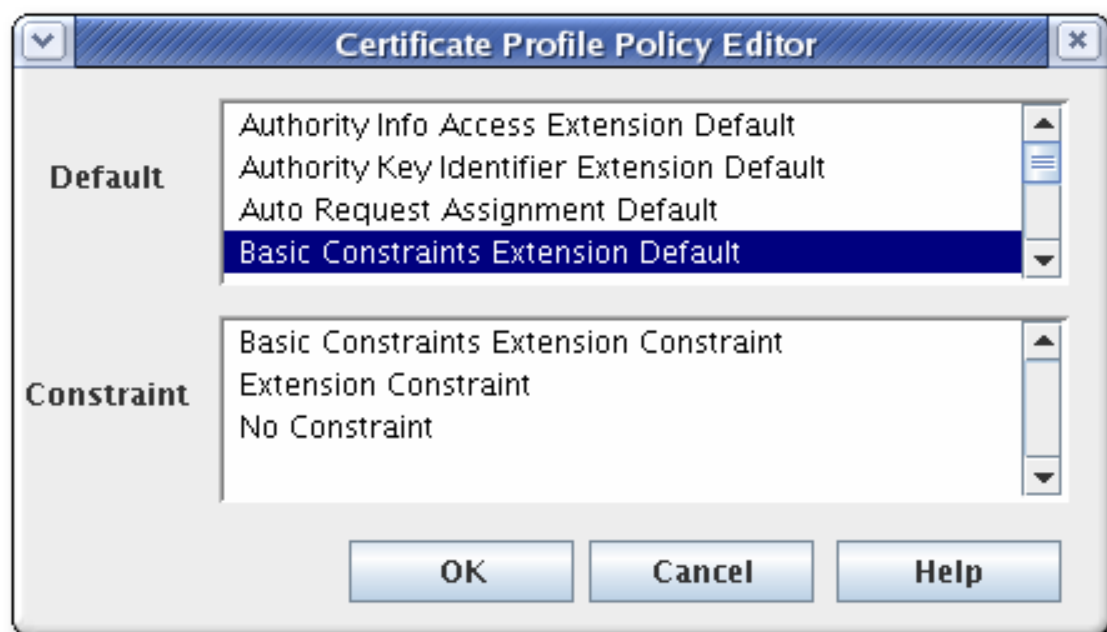 Certificate Profile Policy Editor
Default
Authority Info Access Extension Default
Authority Key Identifier Extension Default
Auto Request Assignment Default
Basic Constraints Extension Default
Constraint
Basic Constraints Extension Constraint
Extension Constraint
No Constraint
OK
Cancel
Help